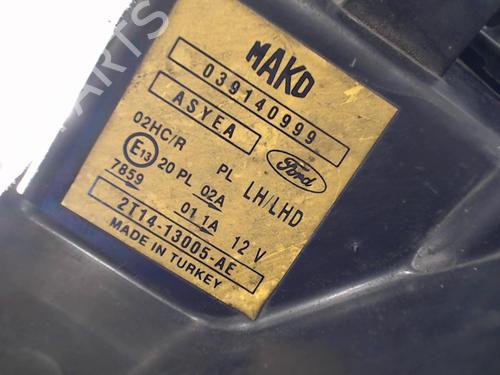 MAKO
039140999
ASYEA
Ford
02HC/R PL LH/LHD
E13 20 PL 02A
7859 01 1A 12 V
2T14-13005-AE
MADE IN TURKEY
PARTS